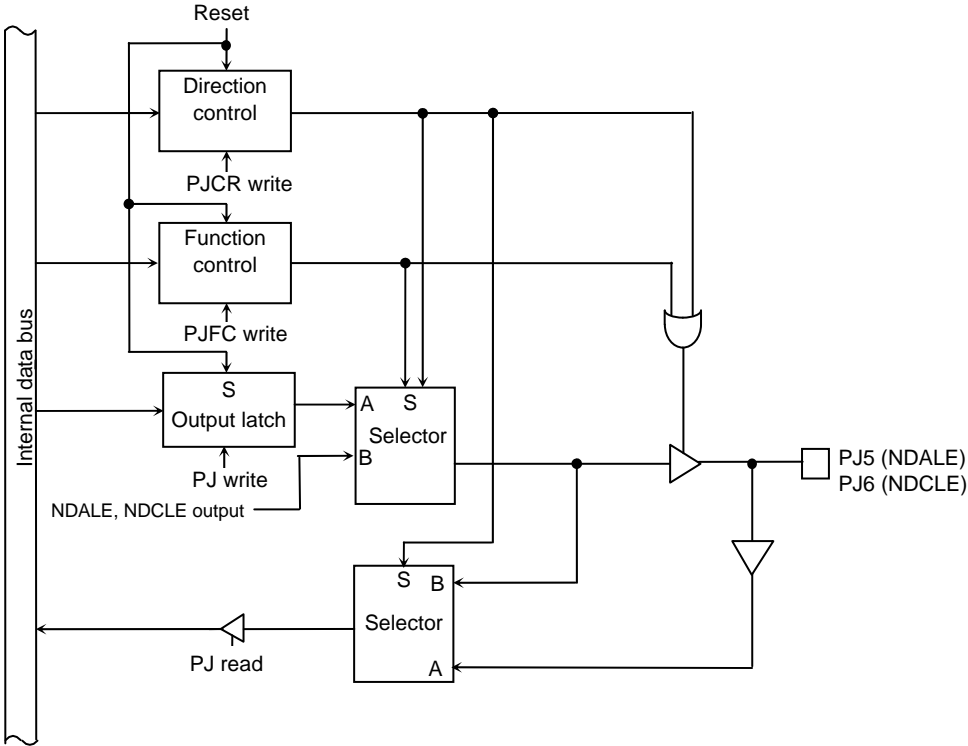 Reset
Direction
control
PJCR write
Function
control
PJFC write
Internal data bus
S
Output latch
PJ write
NDALE, NDCLE output
A
S
Selector
B
PJ5 (NDALE)
PJ6 (NDCLE)
S
B
Selector
A
PJ read